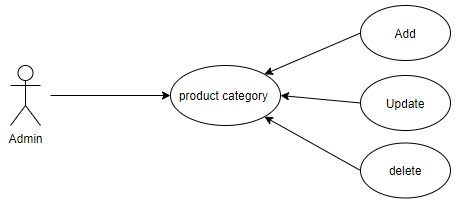 Admin
product category
Add
Update
delete